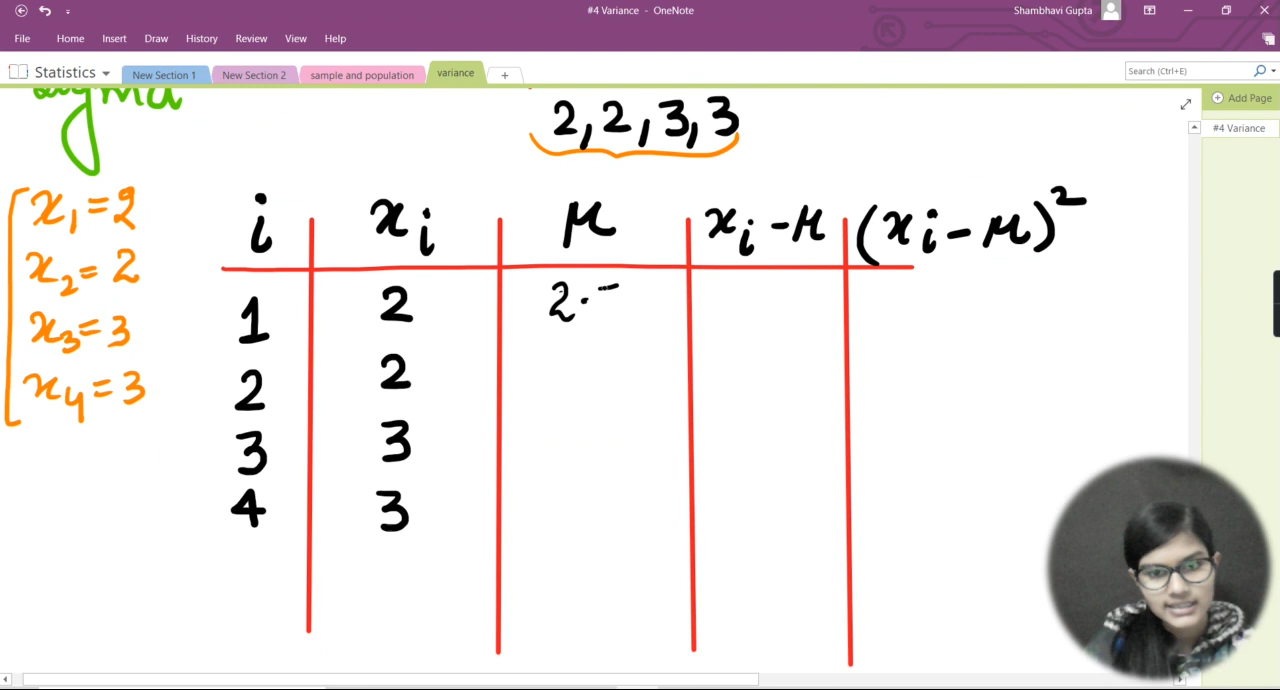 #4 Variance - OneNote
Shambhavi Gupta
File Home Insert Draw History Review View Help
Statistics New Section 1 New Section 2 sample and population variance +
Search (Ctrl+E)
Add Page
#4 Variance
2, 2, 3, 3
x₁ = 2
x₂ = 2
x₃ = 3
x₄ = 3
i xᵢ μ xᵢ - μ (xᵢ - μ)²
1 2 2.
2 2
3 3
4 3